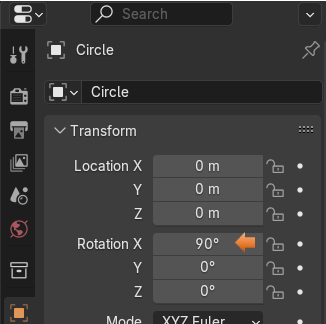 Search
Circle
Circle
Transform
Location X 0 m
Y 0 m
Z 0 m
Rotation X 90°
Y 0°
Z 0°
Mode XYZ Euler